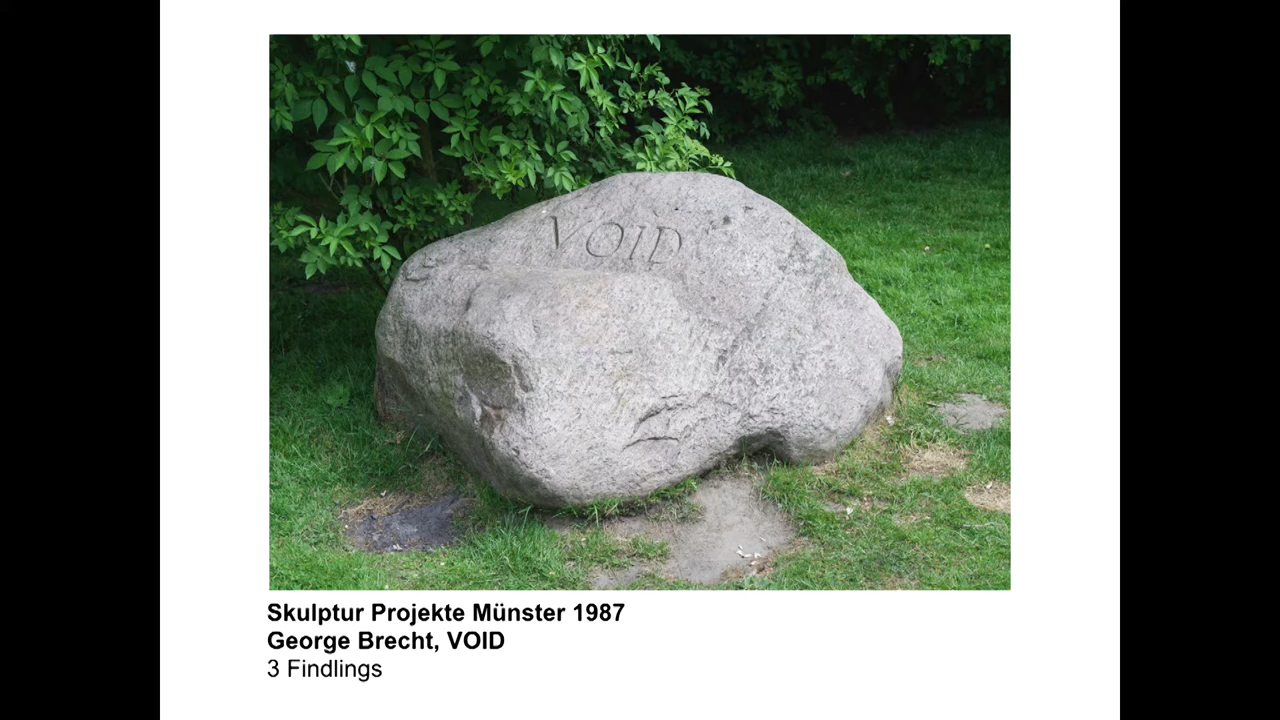 VOID
Skulptur Projekte Münster 1987
George Brecht, VOID
3 Findlings